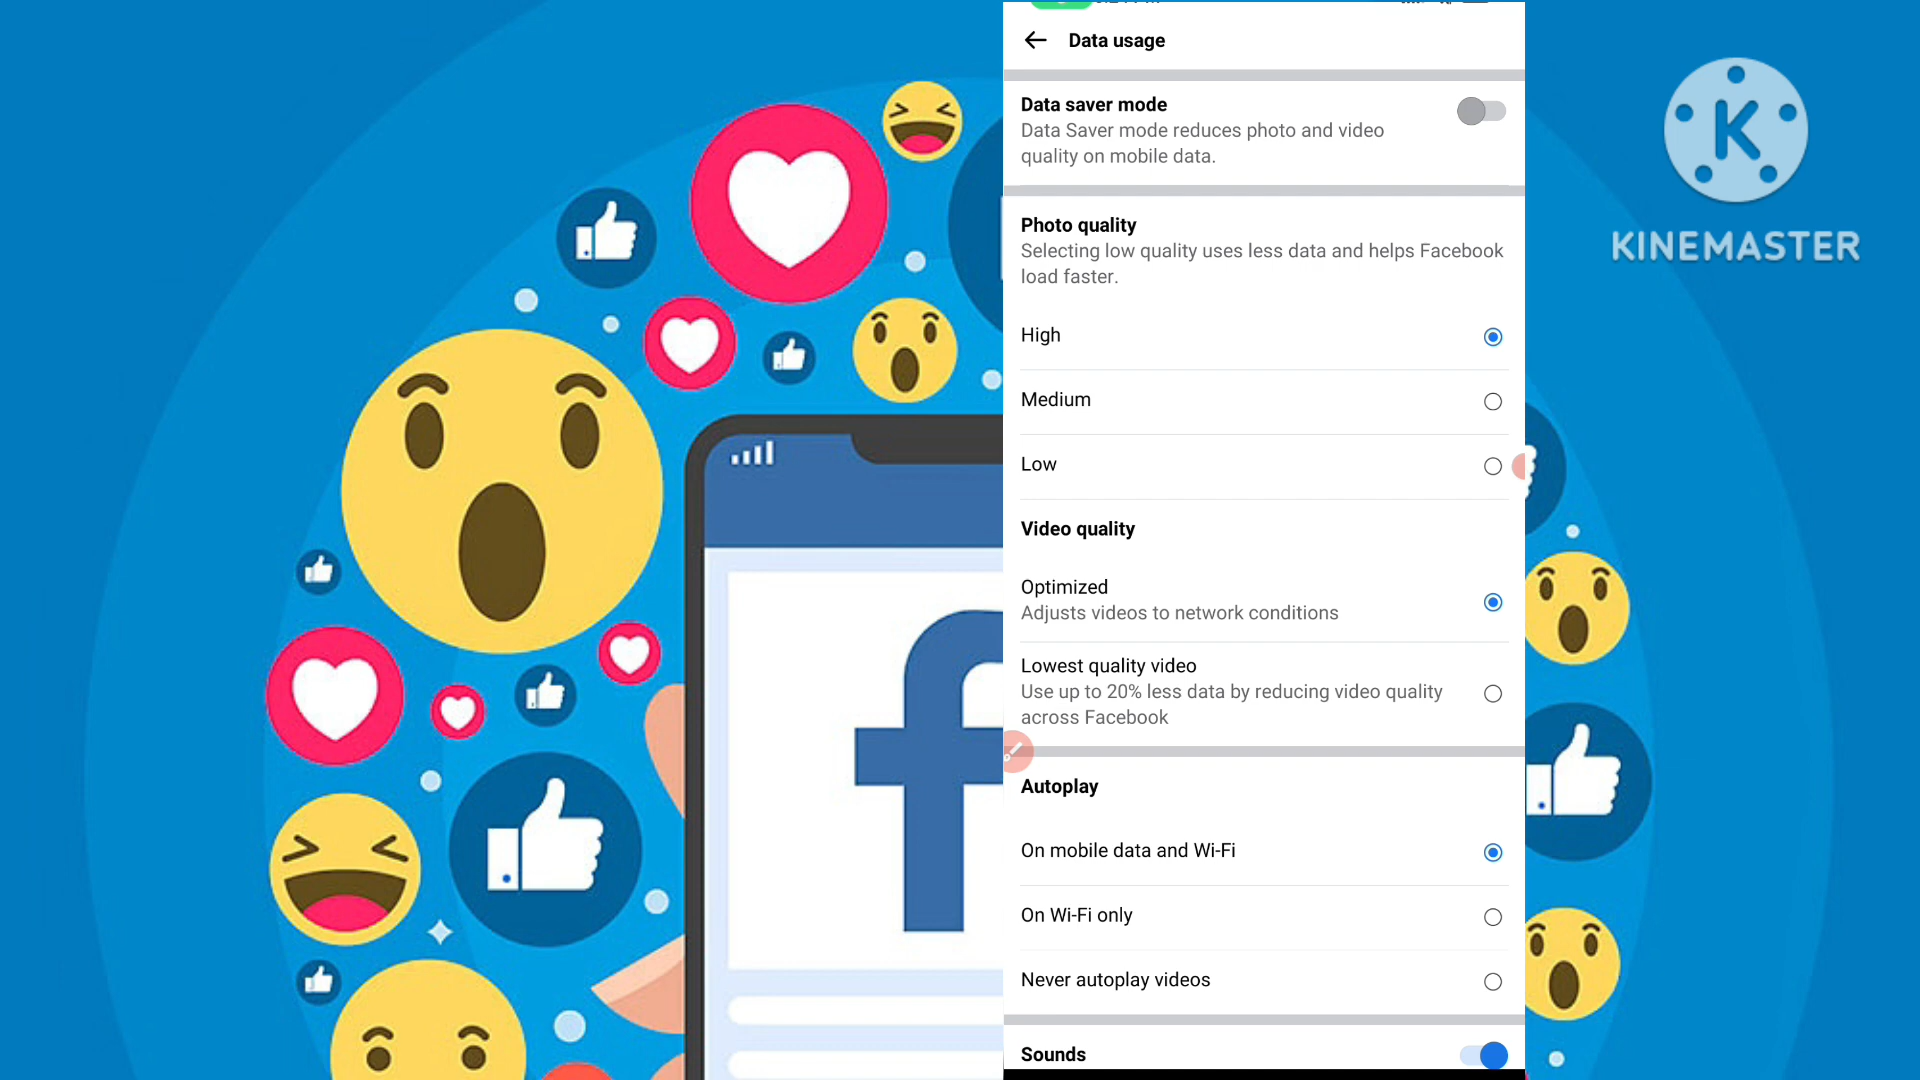 Data usage
Data saver mode
Data Saver mode reduces photo and video
quality on mobile data.
Photo quality
Selecting low quality uses less data and helps Facebook
load faster.
High
Medium
Low
Video quality
Optimized
Adjusts videos to network conditions
Lowest quality video
Use up to 20% less data by reducing video quality
across Facebook
Autoplay
On mobile data and Wi-Fi
On Wi-Fi only
Never autoplay videos
Sounds
K
KINEMASTER
f